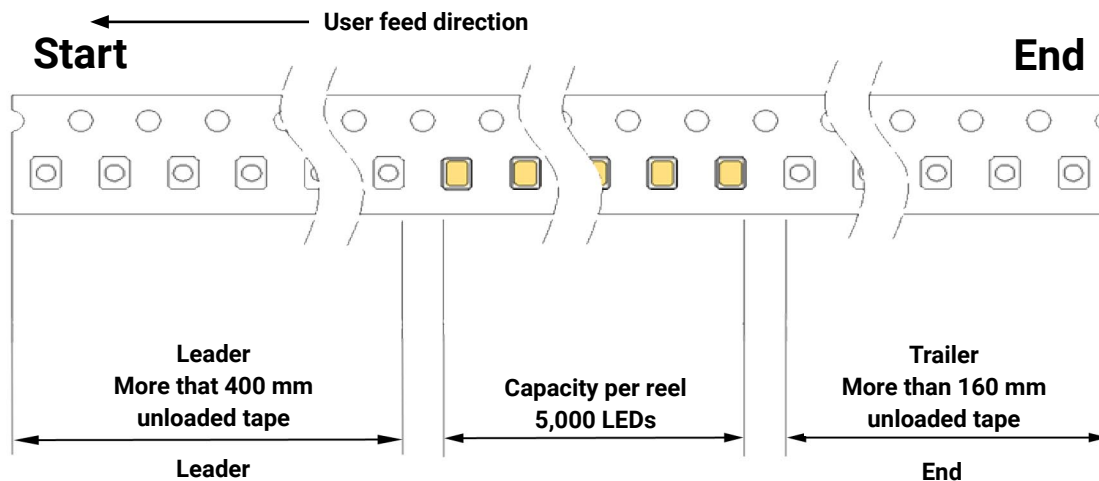 User feed direction
Start
End
Leader
More that 400 mm
unloaded tape
Capacity per reel
5,000 LEDs
Trailer
More than 160 mm
unloaded tape
Leader
End